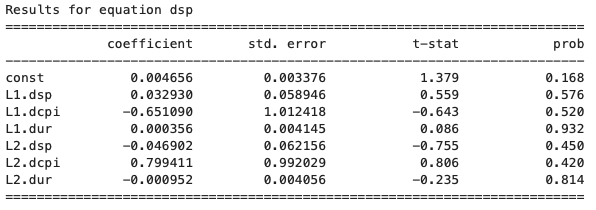 Results for equation dsp
==========================================================================
coefficient std. error t-stat prob
--------------------------------------------------------------------------
const 0.004656 0.003376 1.379 0.168
L1.dsp 0.032930 0.058946 0.559 0.576
L1.dcpi -0.651090 1.012418 -0.643 0.520
L1.dur 0.000356 0.004145 0.086 0.932
L2.dsp -0.046902 0.062156 -0.755 0.450
L2.dcpi 0.799411 0.992029 0.806 0.420
L2.dur -0.000952 0.004056 -0.235 0.814
==========================================================================